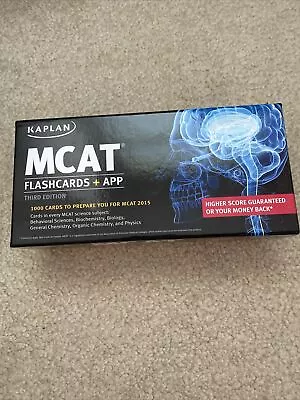 KAPLAN
MCAT®
FLASHCARDS + APP
THIRD EDITION
1000 CARDS TO PREPARE YOU FOR MCAT 2015
Cards in every MCAT science subject:
Behavioral Sciences, Biochemistry, Biology,
General Chemistry, Organic Chemistry, and Physics
HIGHER SCORE GUARANTEED
OR YOUR MONEY BACK*